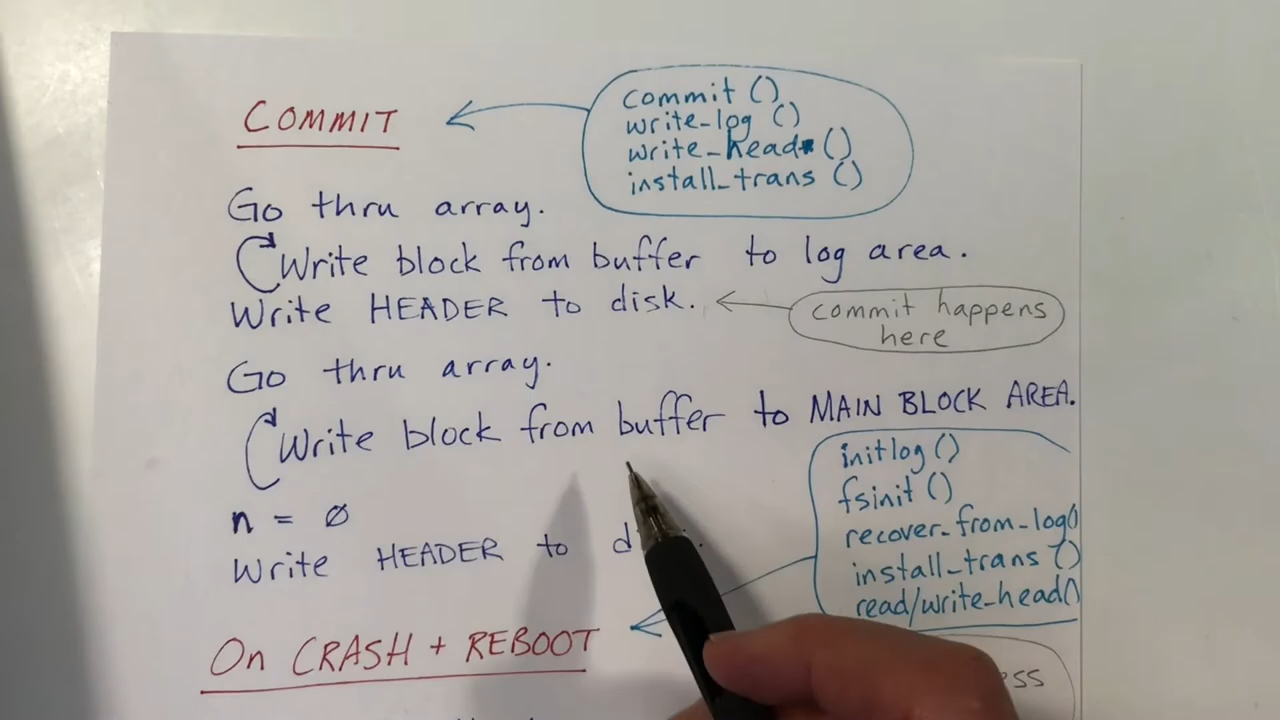 COMMIT
commit ()
write_log ()
write_head ()
install_trans ()
Go thru array.
Write block from buffer to log area.
Write HEADER to disk.
commit happens
here
Go thru array.
Write block from buffer to MAIN BLOCK AREA.
n = Ø
Write HEADER to
initlog ()
fsinit ()
recover_from_log()
install_trans ()
read/write_head()
On CRASH + REBOOT